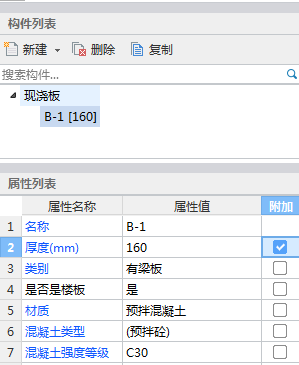 构件列表
新建 删除 复制
搜索构件...
现浇板
B-1 [160]
属性列表
属性名称 属性值 附加
1 名称 B-1
2 厚度(mm) 160
3 类别 有梁板
4 是否是楼板 是
5 材质 预拌混凝土
6 混凝土类型 (预拌砼)
7 混凝土强度等级 C30